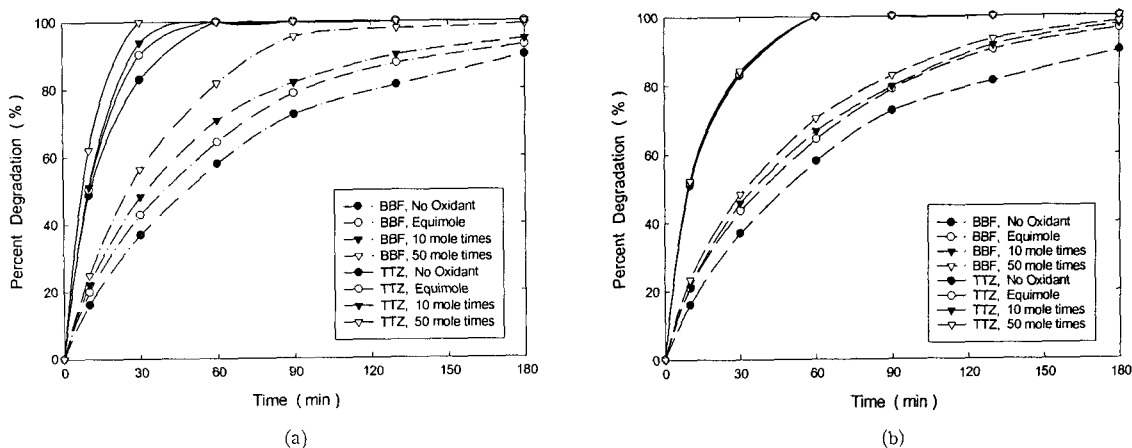 Percent Degradation ( % )
100
80
60
40
20
0
BBF, No Oxidant
BBF, Equimole
BBF, 10 mole times
BBF, 50 mole times
TTZ, No Oxidant
TTZ, Equimole
TTZ, 10 mole times
TTZ, 50 mole times
0 30 60 90 120 150 180
Time ( min )
(a)
Percent Degradation ( % )
100
80
60
40
20
0
BBF, No Oxidant
BBF, Equimole
BBF, 10 mole times
BBF, 50 mole times
TTZ, No Oxidant
TTZ, Equimole
TTZ, 10 mole times
TTZ, 50 mole times
0 30 60 90 120 150 180
Time ( min )
(b)